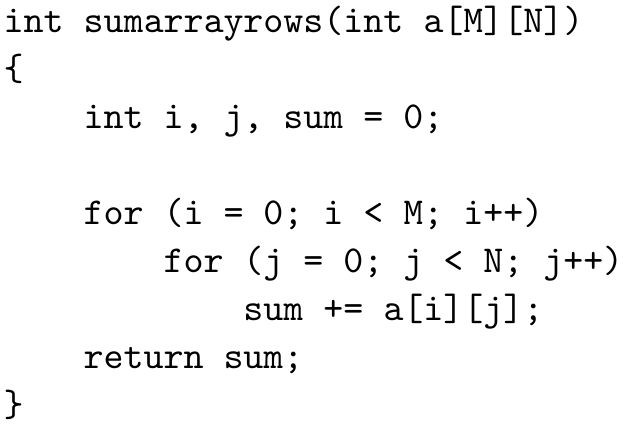 int sumarrayrows(int a[M][N])
{
    int i, j, sum = 0;

    for (i = 0; i < M; i++)
        for (j = 0; j < N; j++)
            sum += a[i][j];
    return sum;
}